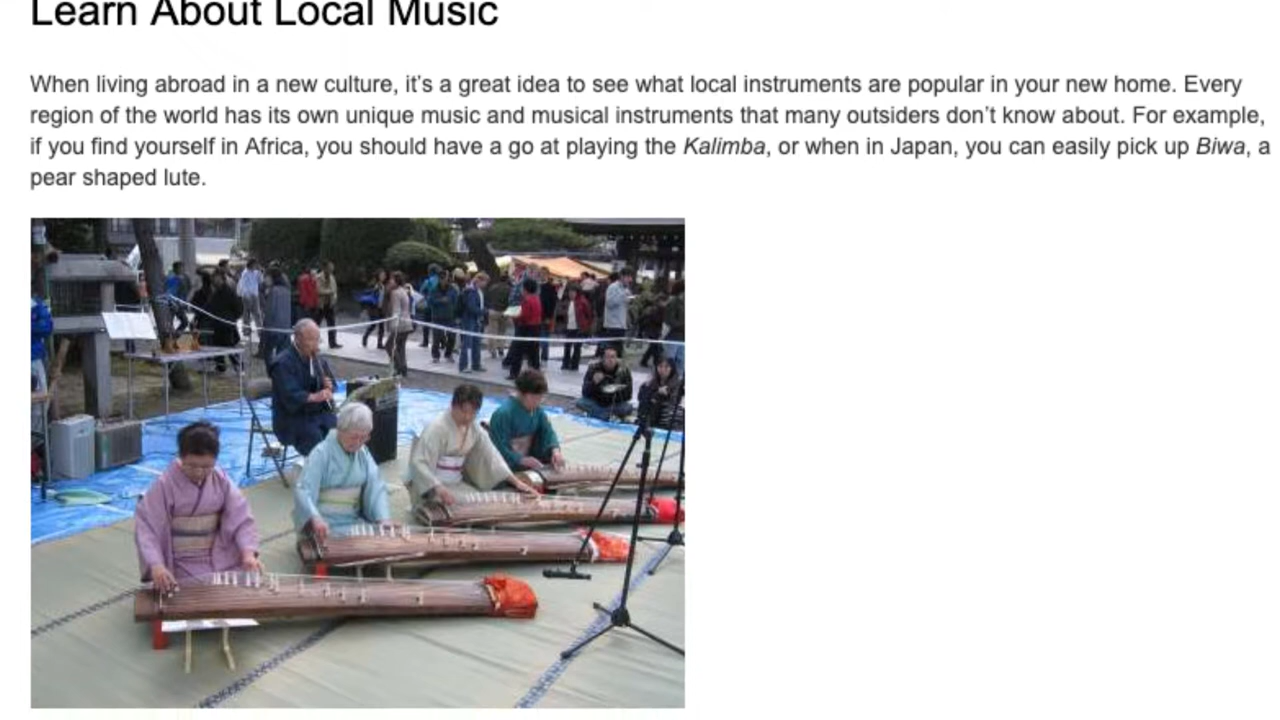 Learn About Local Music
When living abroad in a new culture, it’s a great idea to see what local instruments are popular in your new home. Every
region of the world has its own unique music and musical instruments that many outsiders don’t know about. For example,
if you find yourself in Africa, you should have a go at playing the Kalimba, or when in Japan, you can easily pick up Biwa, a
pear shaped lute.